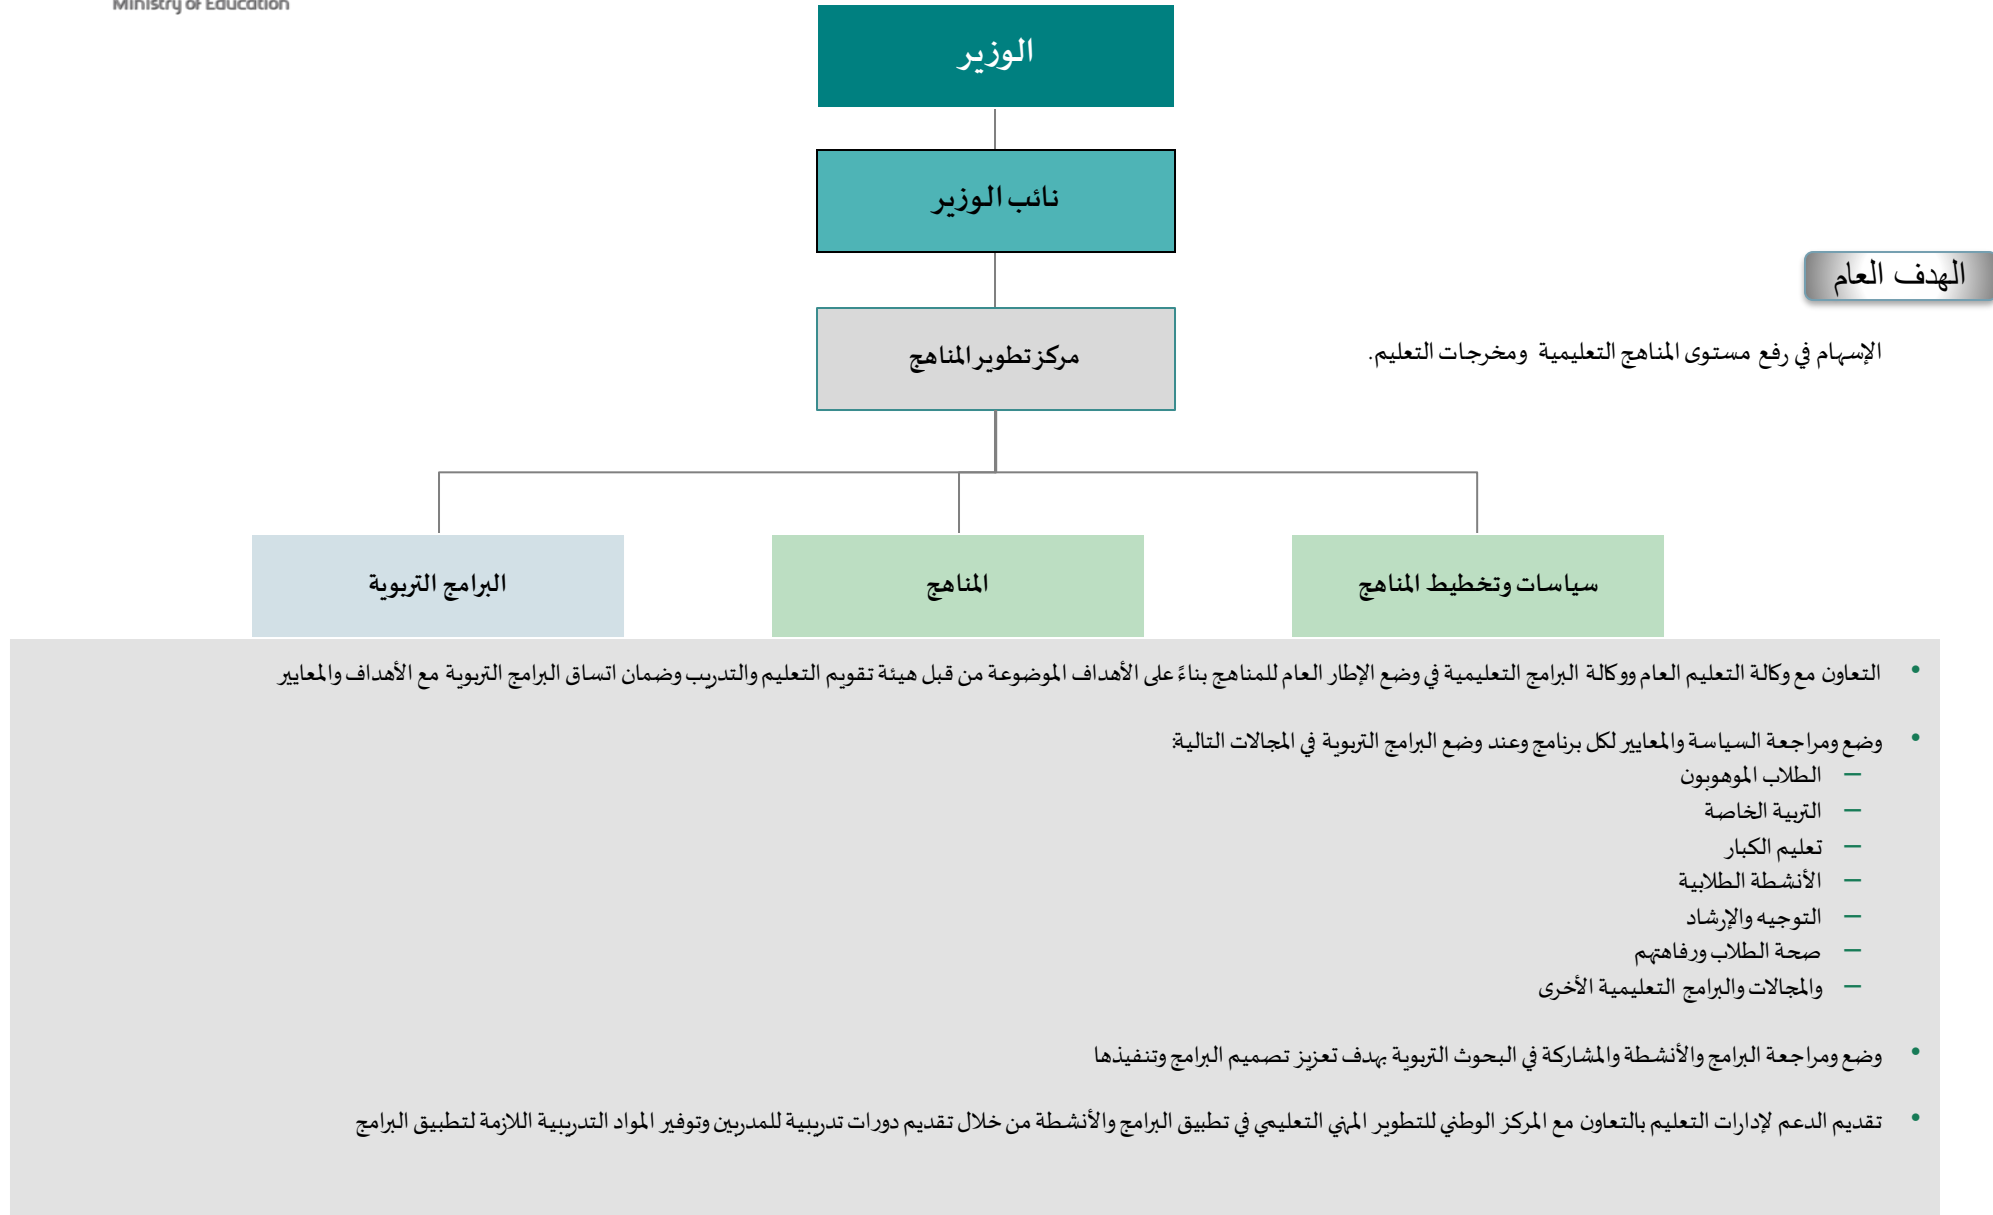 Ministry of Education
الوزير
نائب الوزير
الهدف العام
مركز تطوير المناهج
الإسهام في رفع مستوى المناهج التعليمية ومخرجات التعليم.
سياسات وتخطيط المناهج
المناهج
البرامج التربوية
• التعاون مع وكالة التعليم العام ووكالة البرامج التعليمية في وضع الإطار العام للمناهج بناءً على الأهداف الموضوعة من قبل هيئة تقويم التعليم والتدريب وضمان اتساق البرامج التربوية مع الأهداف والمعايير
• وضع ومراجعة السياسة والمعايير لكل برنامج وعند وضع البرامج التربوية في المجالات التالية:
– الطلاب الموهوبون
– التربية الخاصة
– تعليم الكبار
– الأنشطة الطلابية
– التوجيه والإرشاد
– صحة الطلاب ورفاهتهم
– والمجالات والبرامج التعليمية الأخرى
• وضع ومراجعة البرامج والأنشطة والمشاركة في البحوث التربوية بهدف تعزيز تصميم البرامج وتنفيذها
• تقديم الدعم لإدارات التعليم بالتعاون مع المركز الوطني للتطوير المهني التعليمي في تطبيق البرامج والأنشطة من خلال تقديم دورات تدريبية للمدربين وتوفير المواد التدريبية اللازمة لتطبيق البرامج